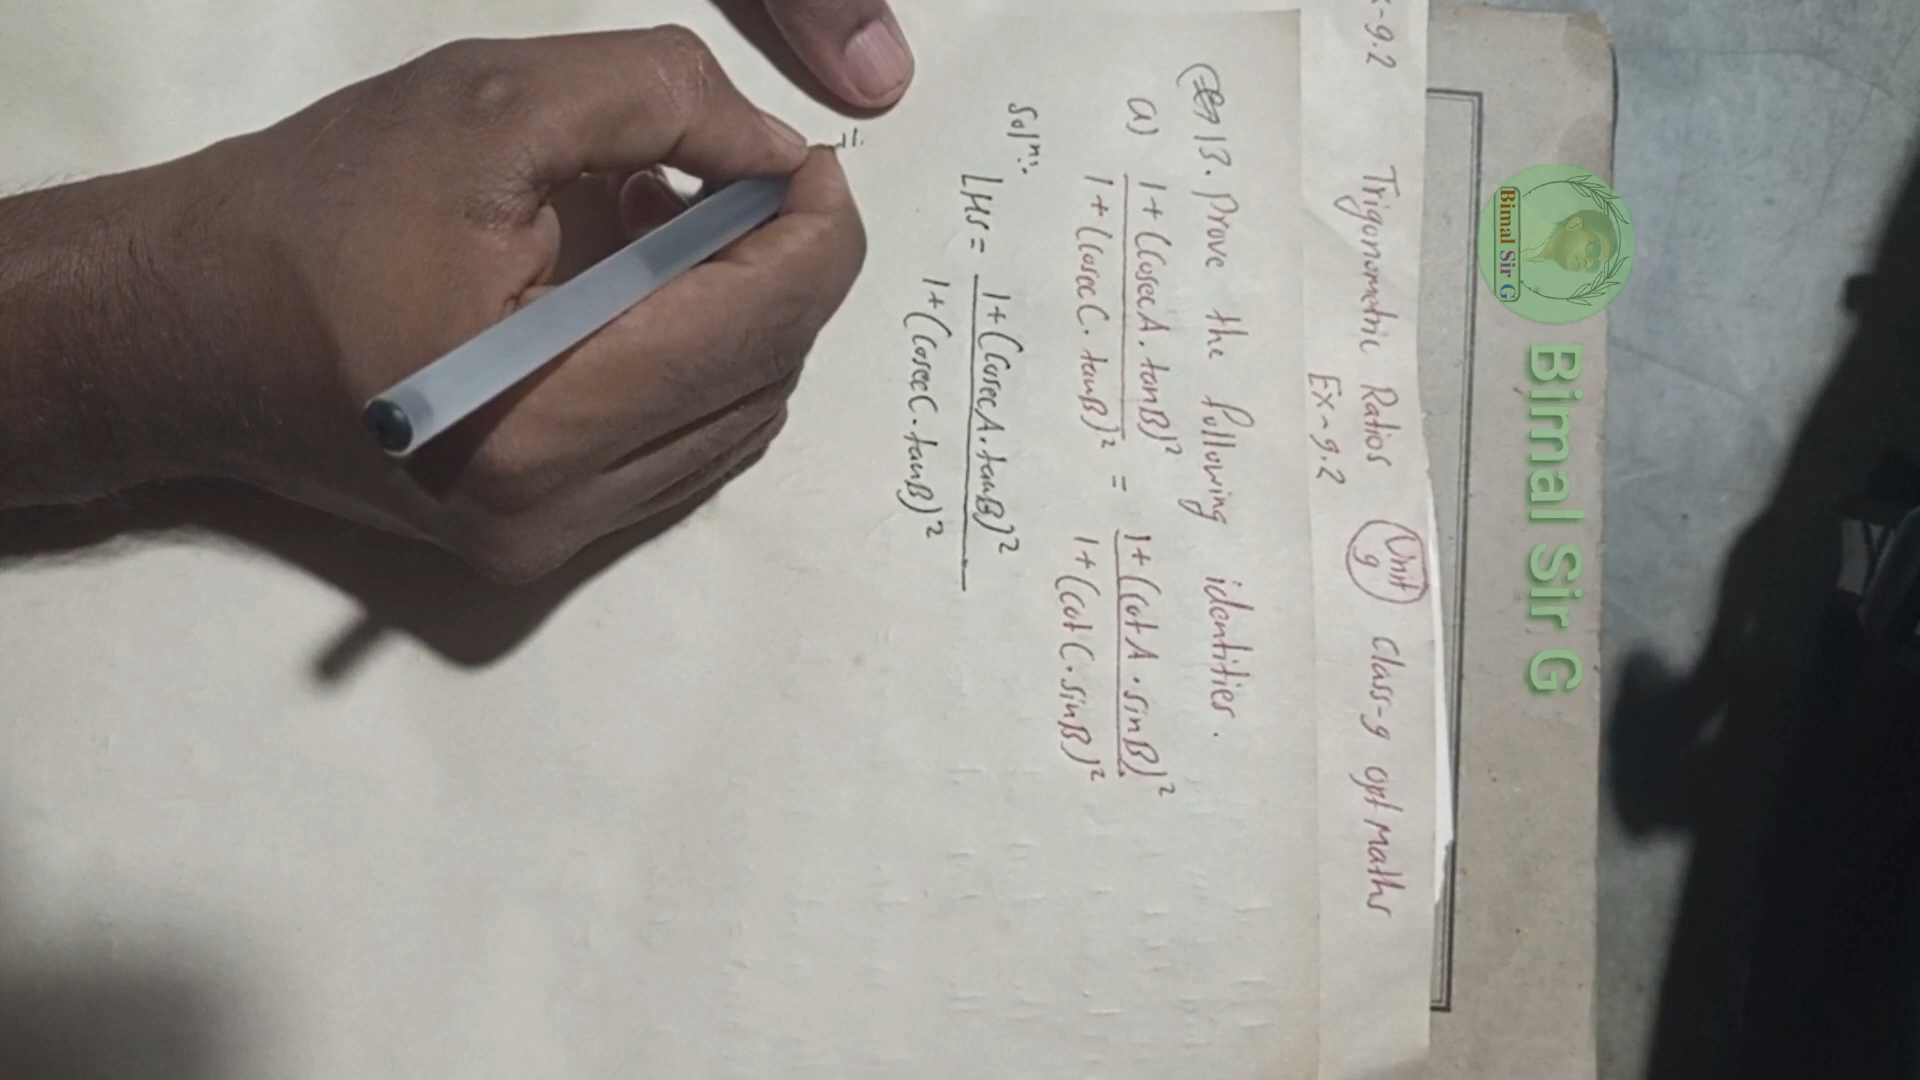 Bimal Sir G
Bimal Sir G
x-9.2 Trigonometric Ratios Unit 9 Class-9 opt Maths
Ex-9.2
13. Prove the following identities.
a) 1+(CosecA.tanB)² / 1+(CosecC.tanB)² = 1+(CotA.sinB)² / 1+(CotC.sinB)²
Solⁿ:
LHS = 1+(CosecA.tanB)² / 1+(CosecC.tanB)²
=